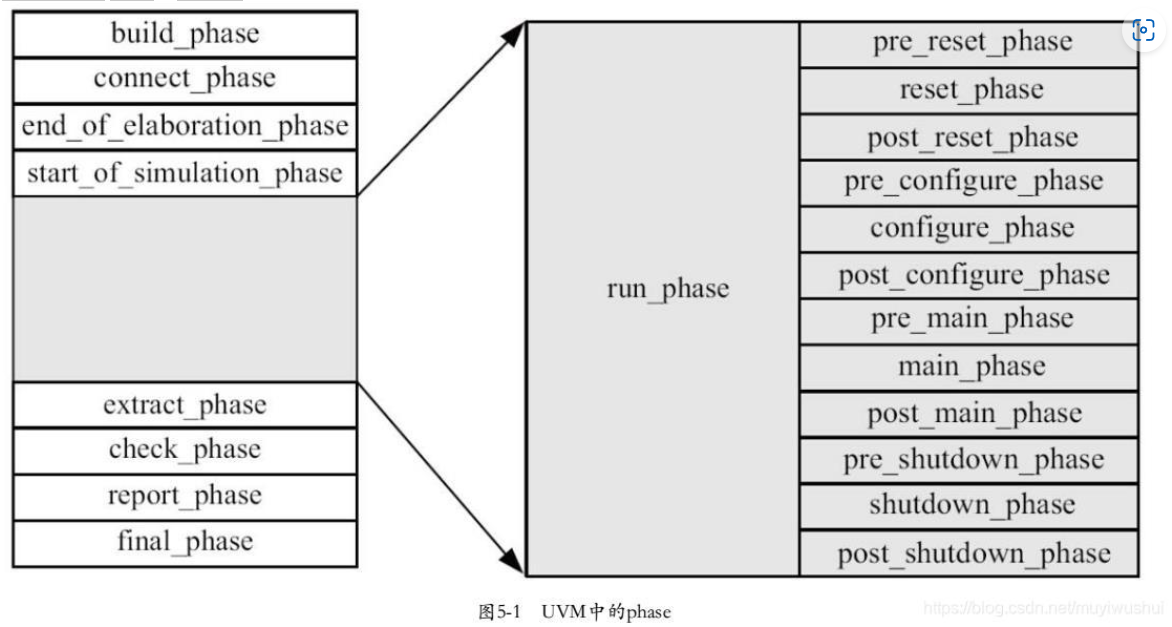 build_phase
connect_phase
end_of_elaboration_phase
start_of_simulation_phase
extract_phase
check_phase
report_phase
final_phase
run_phase
pre_reset_phase
reset_phase
post_reset_phase
pre_configure_phase
configure_phase
post_configure_phase
pre_main_phase
main_phase
post_main_phase
pre_shutdown_phase
shutdown_phase
post_shutdown_phase
图5-1 UVM中的phase
https://blog.csdn.net/muyiwushui